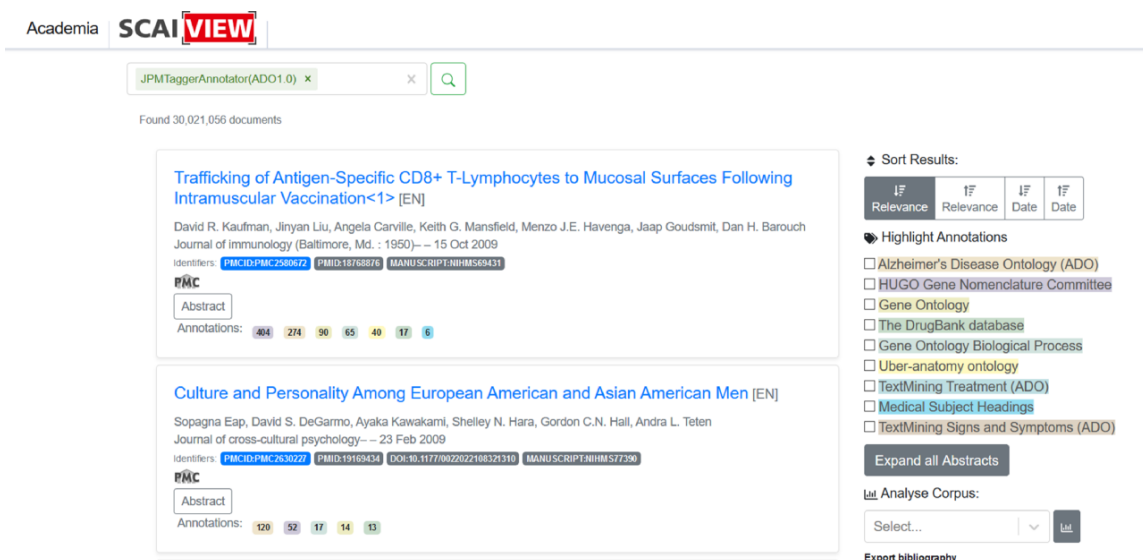 Academia SCAI VIEW
JPMTaggerAnnotator(ADO1.0) ×
×
Found 30,021,056 documents
Trafficking of Antigen-Specific CD8+ T-Lymphocytes to Mucosal Surfaces Following
Intramuscular Vaccination<1> [EN]
David R. Kaufman, Jinyan Liu, Angela Carville, Keith G. Mansfield, Menzo J.E. Havenga, Jaap Goudsmit, Dan H. Barouch
Journal of immunology (Baltimore, Md. : 1950)– – 15 Oct 2009
Identifiers: PMCID:PMC2580672 PMID:18768876 MANUSCRIPT:NIHMS69431
PMC
Abstract
Annotations: 404 274 90 65 40 17 6
Culture and Personality Among European American and Asian American Men [EN]
Sopagna Eap, David S. DeGarmo, Ayaka Kawakami, Shelley N. Hara, Gordon C.N. Hall, Andra L. Teten
Journal of cross-cultural psychology– – 23 Feb 2009
Identifiers: PMCID:PMC2630227 PMID:19169434 DOI:10.1177/0022022108321310 MANUSCRIPT:NIHMS77390
PMC
Abstract
Annotations: 120 52 17 14 13
Sort Results:
Relevance Relevance Date Date
Highlight Annotations
Alzheimer's Disease Ontology (ADO)
HUGO Gene Nomenclature Committee
Gene Ontology
The DrugBank database
Gene Ontology Biological Process
Uber-anatomy ontology
TextMining Treatment (ADO)
Medical Subject Headings
TextMining Signs and Symptoms (ADO)
Expand all Abstracts
Analyse Corpus:
Select...
Export bibliography